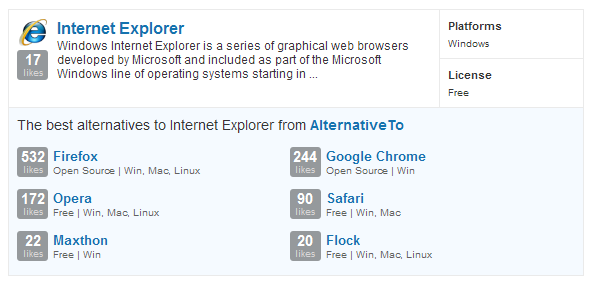 Internet Explorer
17
likes
Windows Internet Explorer is a series of graphical web browsers
developed by Microsoft and included as part of the Microsoft
Windows line of operating systems starting in ...
Platforms
Windows
License
Free
The best alternatives to Internet Explorer from AlternativeTo
532
likes
Firefox
Open Source | Win, Mac, Linux
244
likes
Google Chrome
Open Source | Win
172
likes
Opera
Free | Win, Mac, Linux
90
likes
Safari
Free | Win, Mac
22
likes
Maxthon
Free | Win
20
likes
Flock
Free | Win, Mac, Linux